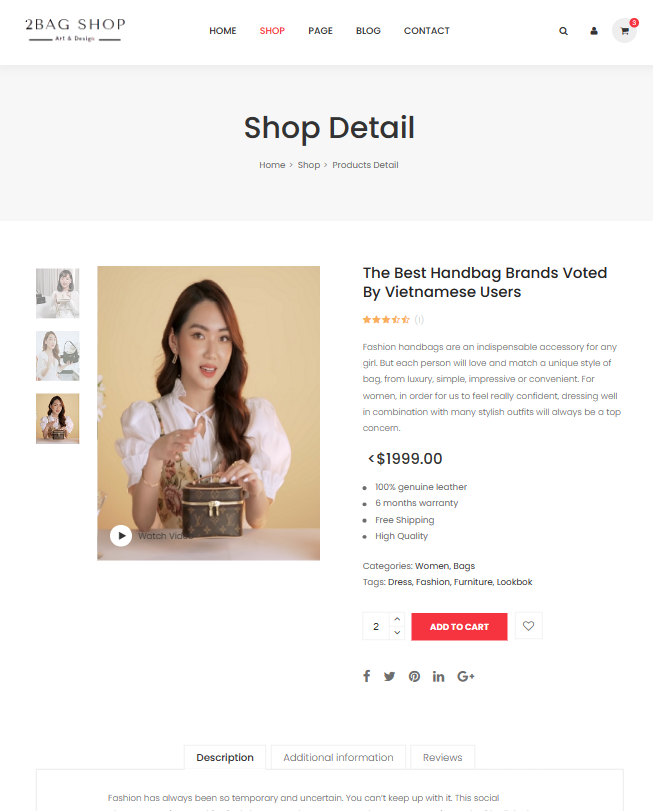 2BAG SHOP
Art & Design
HOME
SHOP
PAGE
BLOG
CONTACT
3
Shop Detail
Home > Shop > Products Detail
The Best Handbag Brands Voted
By Vietnamese Users
(1)
Fashion handbags are an indispensable accessory for any
girl. But each person will love and match a unique style of
bag, from luxury, simple, impressive or convenient. For
women, in order for us to feel really confident, dressing well
in combination with many stylish outfits will always be a top
concern.
<$1999.00
100% genuine leather
6 months warranty
Free Shipping
High Quality
Watch Video
Categories: Women, Bags
Tags: Dress, Fashion, Furniture, Lookbok
2
ADD TO CART
Description
Additional information
Reviews
Fashion has always been so temporary and uncertain. You can't keep up with it. This social